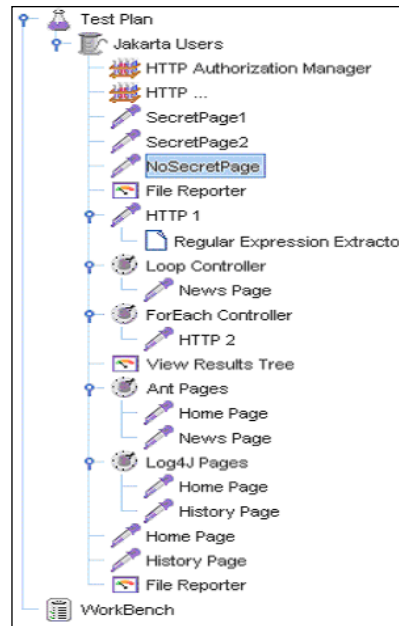 Test Plan
Jakarta Users
HTTP Authorization Manager
HTTP ...
SecretPage1
SecretPage2
NoSecretPage
File Reporter
HTTP 1
Regular Expression Extracto
Loop Controller
News Page
ForEach Controller
HTTP 2
View Results Tree
Ant Pages
Home Page
News Page
Log4J Pages
Home Page
History Page
Home Page
History Page
File Reporter
WorkBench